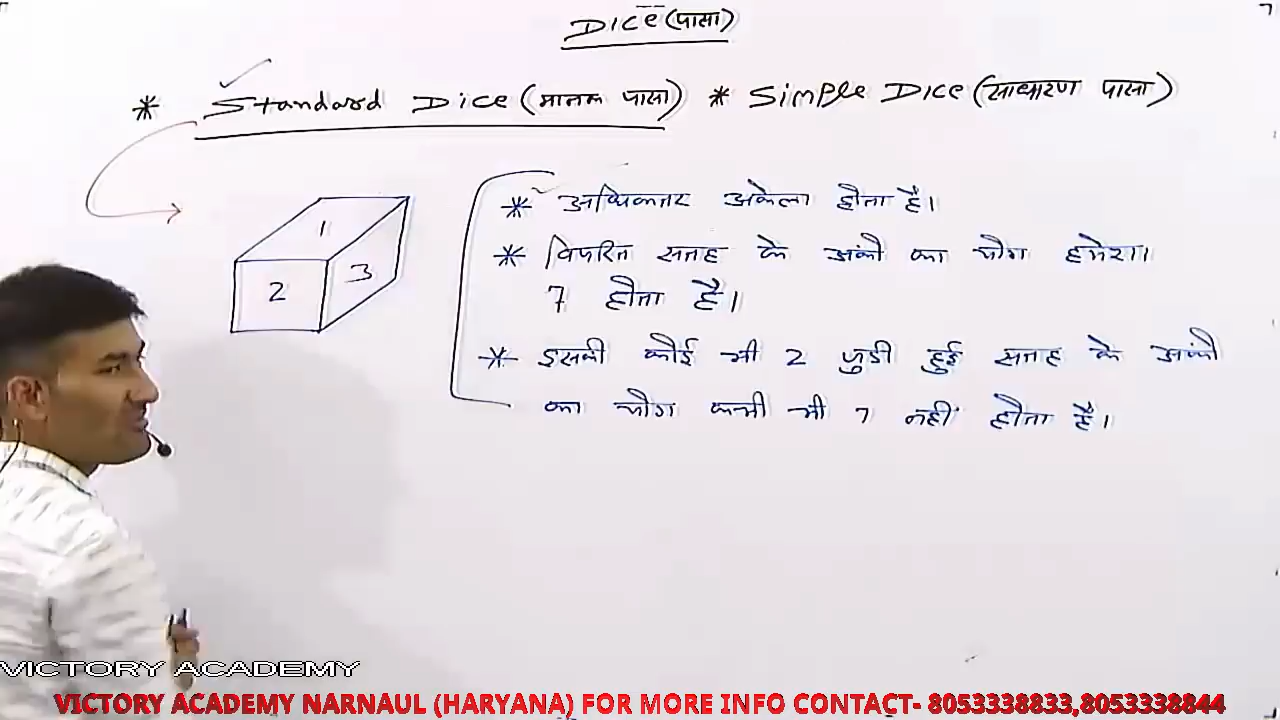 DICE (पासा)
* Standard Dice (मानक पासा) * Simple Dice (साधारण पासा)
1
2
3
* अधिकतर अकेला होता है।
* विपरित सतह के अंको का योग हमेशा
7 होता है।
* इसकी कोई भी 2 जुडी हुई सतह के अंको
का योग कभी भी 7 नहीं होता है।
VICTORY ACADEMY
VICTORY ACADEMY NARNAUL (HARYANA) FOR MORE INFO CONTACT- 8053338833,8053338844